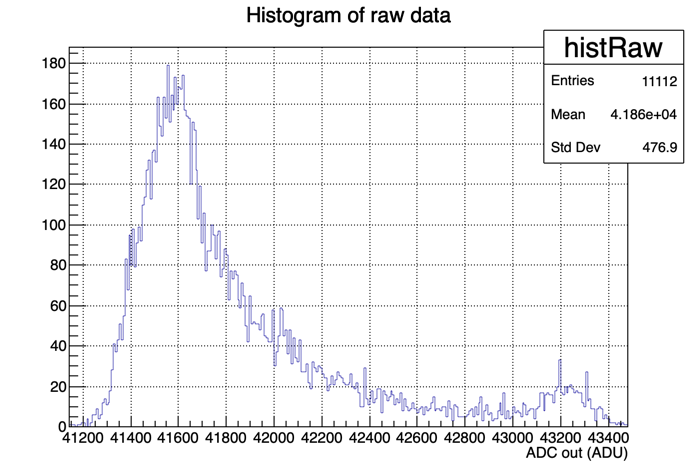 Histogram of raw data
histRaw
Entries 11112
Mean 4.186e+04
Std Dev 476.9
180
160
140
120
100
80
60
40
20
0
41200 41400 41600 41800 42000 42200 42400 42600 42800 43000 43200 43400
ADC out (ADU)